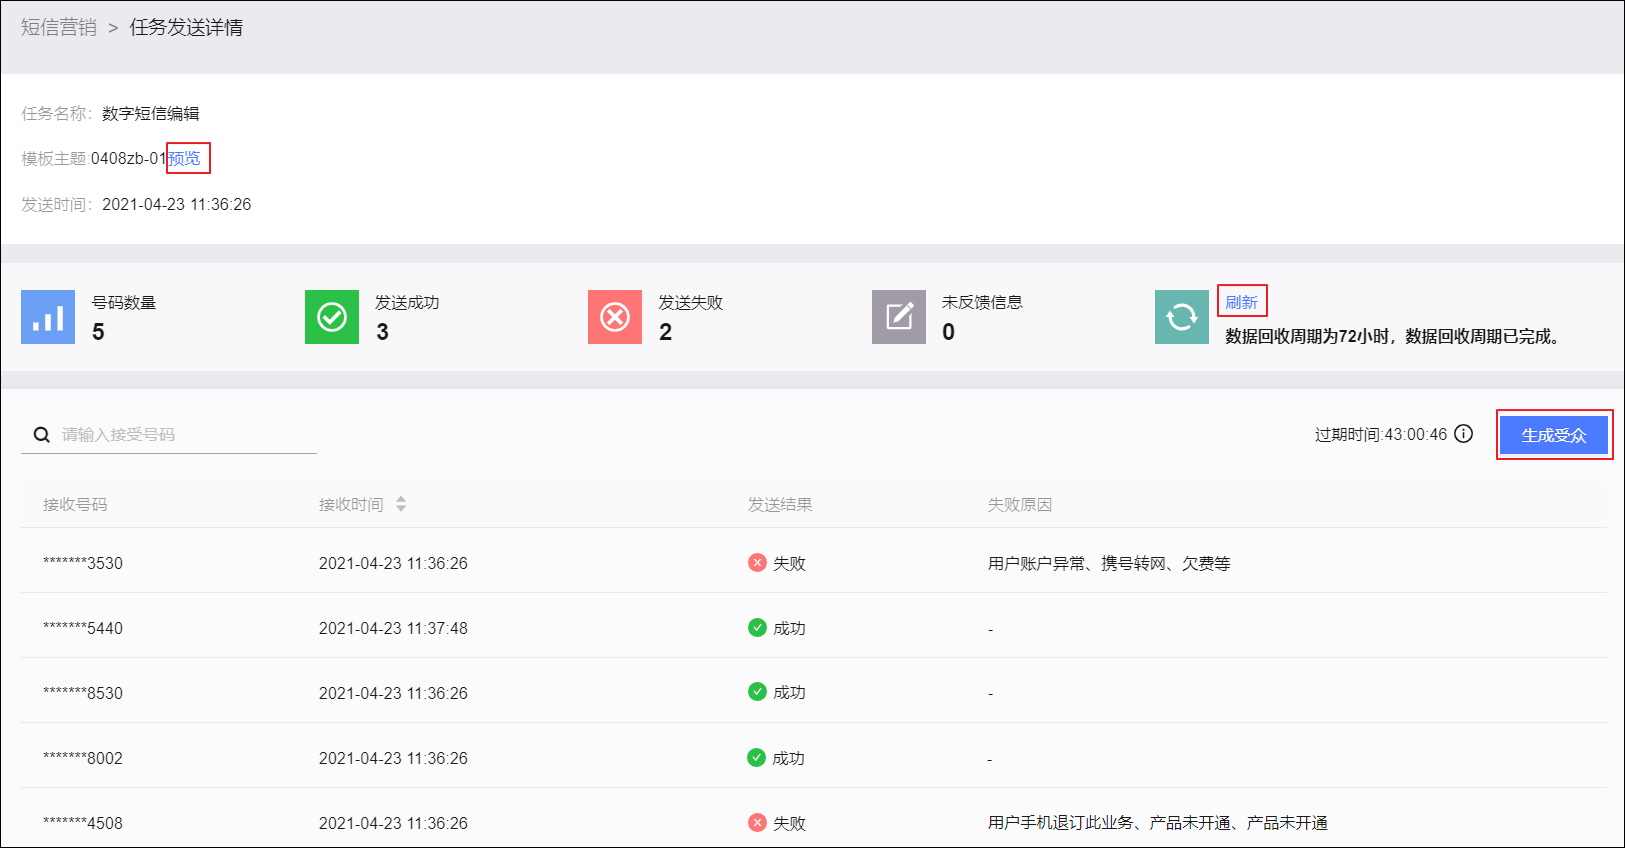 短信营销 > 任务发送详情
任务名称: 数字短信编辑
模板主题:0408zb-01预览
发送时间: 2021-04-23 11:36:26
号码数量
5
发送成功
3
发送失败
2
未反馈信息
0
刷新
数据回收周期为72小时，数据回收周期已完成。
请输入接受号码
过期时间:43:00:46
生成受众
接收号码 接收时间 发送结果 失败原因
*******3530 2021-04-23 11:36:26 失败 用户账户异常、携号转网、欠费等
*******5440 2021-04-23 11:37:48 成功 -
*******8530 2021-04-23 11:36:26 成功 -
*******8002 2021-04-23 11:36:26 成功 -
*******4508 2021-04-23 11:36:26 失败 用户手机退订此业务、产品未开通、产品未开通